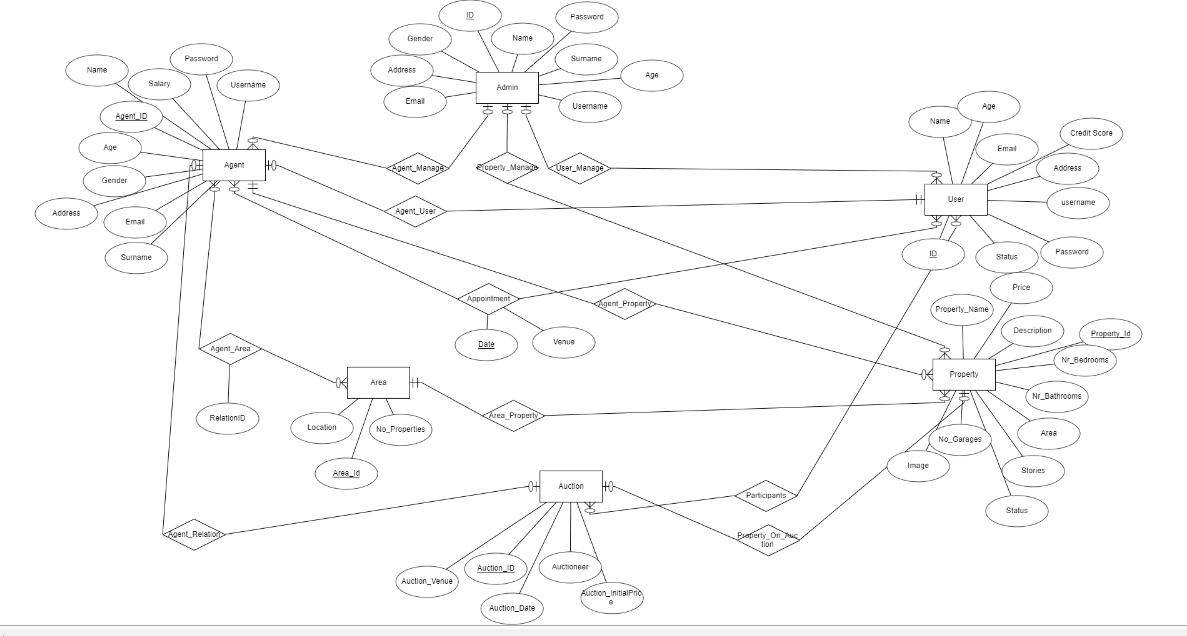 ID
Password
Gender
Name
Address
Surname
Age
Email
Username
Admin
Name
Salary
Password
Username
Agent_ID
Age
Gender
Address
Email
Surname
Agent
Age
Name
Email
Credit Score
Address
username
Password
Status
ID
User
Agent_Manage
Property_Manage
User_Manage
Agent_User
Appointment
Date
Venue
Agent_Property
Price
Property_Name
Description
Property_Id
Nr_Bedrooms
Nr_Bathrooms
Area
Stories
Status
No_Garages
Image
Property
Agent_Area
RelationID
Area
Location
No_Properties
Area_Id
Area_Property
Auction
Participants
Property_On_Auc
tion
Agent_Relation
Auction_Venue
Auction_ID
Auctioneer
Auction_Date
Auction_InitialPric
e